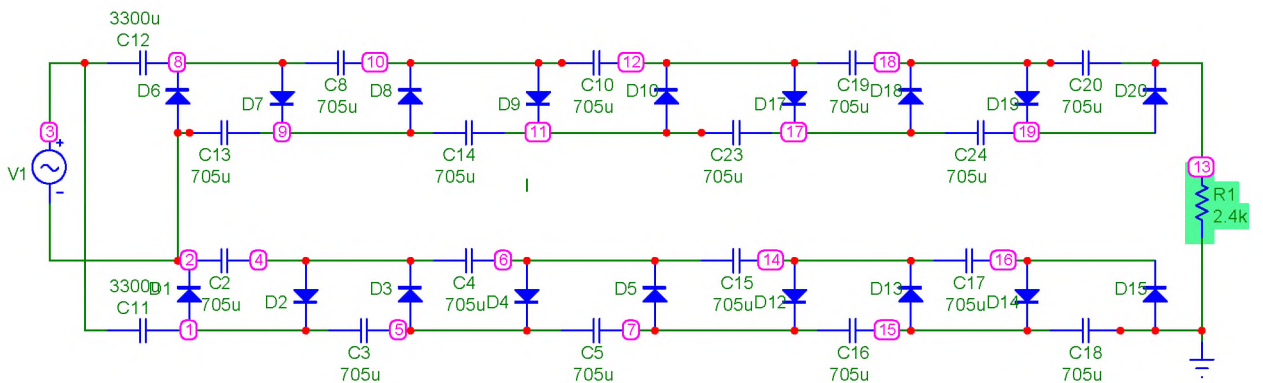 3300u
C12
8
10
12
18
D6
D7
C8
705u
D8
D9
C10
705u
D10
D17
C19
705u
D18
D19
C20
705u
D20
3
+
V1
-
9
11
17
19
C13
705u
C14
705u
C23
705u
C24
705u
13
R1
2.4k
2
4
6
14
16
3300u
C11
D1
C2
705u
D2
D3
C4
705u
D4
D5
C15
705u
D12
D13
C17
705u
D14
D15
1
5
7
15
C3
705u
C5
705u
C16
705u
C18
705u